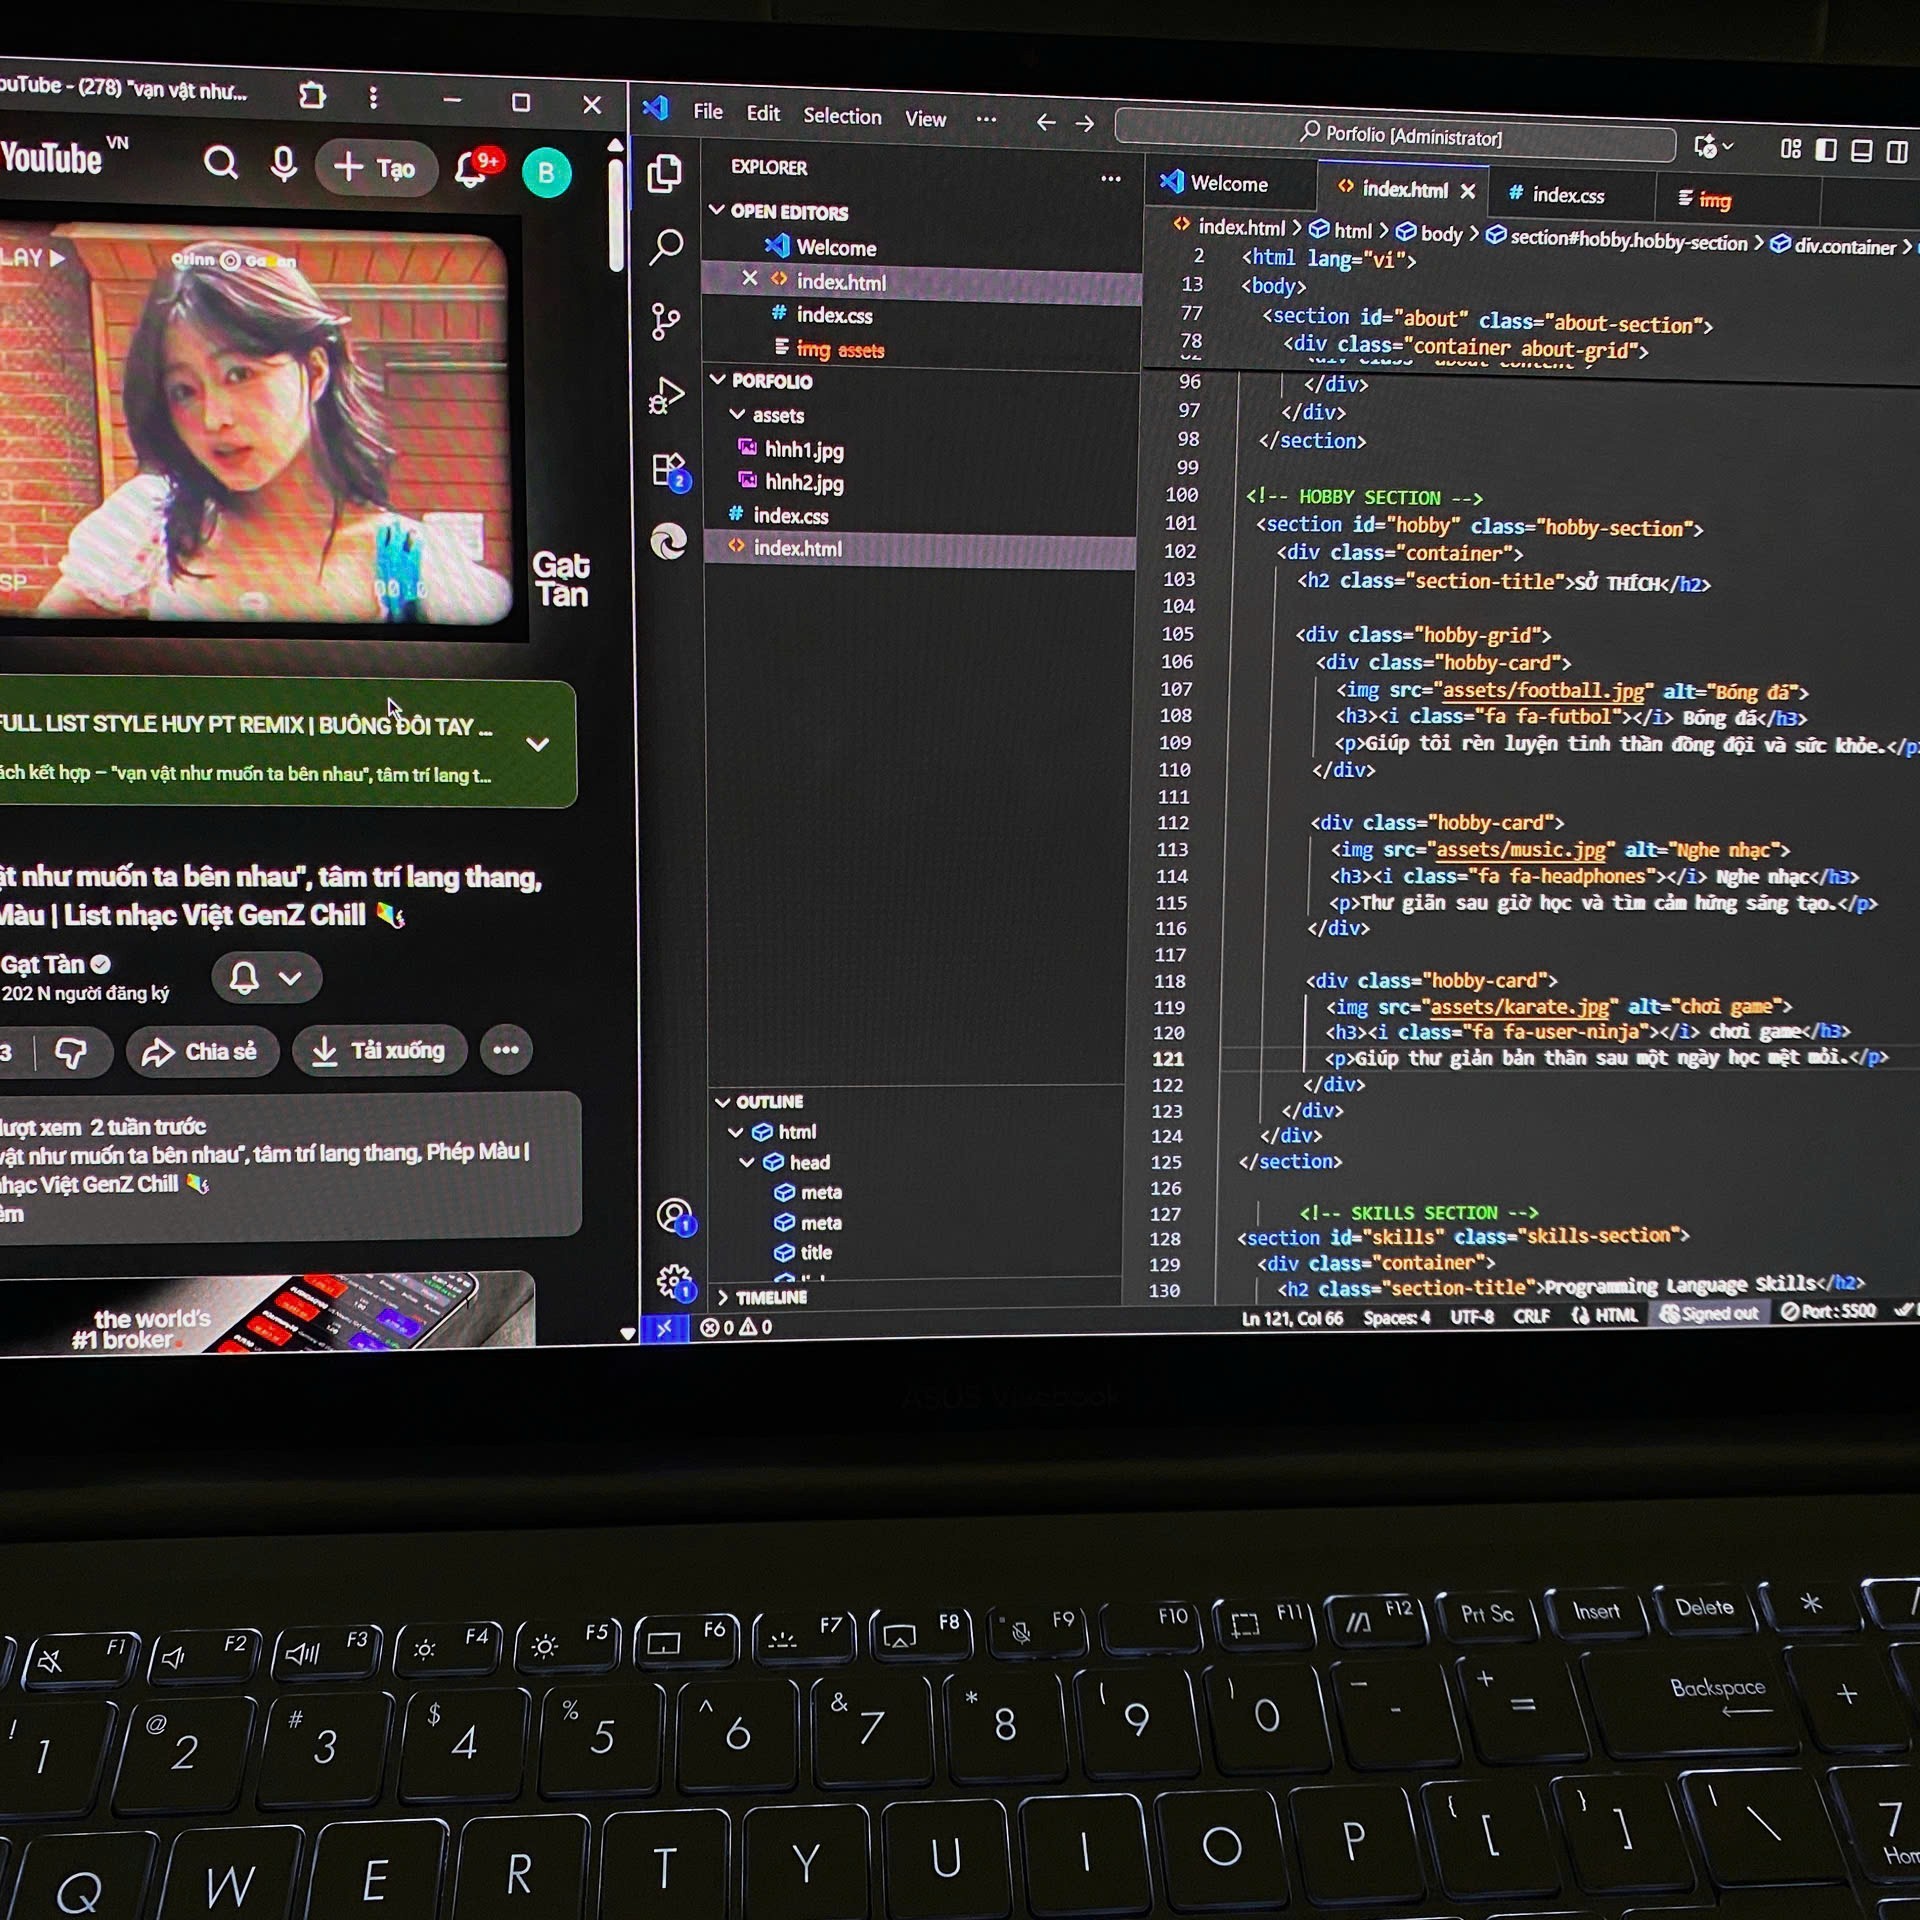 ouTube - (278) "vạn vật như...
YouTube VN
Tạo
9+
B
LAY
Orinn
SP
00:0
Gạt
Tàn
FULL LIST STYLE HUY PT REMIX | BUÔNG ĐÔI TAY ...
ách kết hợp – "vạn vật như muốn ta bên nhau", tâm trí lang t...
ật như muốn ta bên nhau", tâm trí lang thang,
Màu | List nhạc Việt GenZ Chill
Gạt Tàn
202 N người đăng ký
3
Chia sẻ
Tải xuống
lượt xem 2 tuần trước
vật như muốn ta bên nhau", tâm trí lang thang, Phép Màu |
nhạc Việt GenZ Chill
êm
the world's
#1 broker
File Edit Selection View ...
Porfolio [Administrator]
EXPLORER
OPEN EDITORS
Welcome
index.html
index.css
img assets
PORFOLIO
assets
hình1.jpg
hình2.jpg
index.css
index.html
2
OUTLINE
html
head
meta
meta
title
TIMELINE
1
1
Welcome
index.html
index.css
img
index.html > html > body > section#hobby.hobby-section > div.container >
2 <html lang="vi">
13 <body>
77 <section id="about" class="about-section">
78 <div class="container about-grid">
96 </div>
97 </div>
98 </section>
99
100 <!-- HOBBY SECTION -->
101 <section id="hobby" class="hobby-section">
102 <div class="container">
103 <h2 class="section-title">SỞ THÍCH</h2>
104
105 <div class="hobby-grid">
106 <div class="hobby-card">
107 <img src="assets/football.jpg" alt="Bóng đá">
108 <h3><i class="fa fa-futbol"></i> Bóng đá</h3>
109 <p>Giúp tôi rèn luyện tinh thần đồng đội và sức khỏe.</p>
110 </div>
111
112 <div class="hobby-card">
113 <img src="assets/music.jpg" alt="Nghe nhạc">
114 <h3><i class="fa fa-headphones"></i> Nghe nhạc</h3>
115 <p>Thư giãn sau giờ học và tìm cảm hứng sáng tạo.</p>
116 </div>
117
118 <div class="hobby-card">
119 <img src="assets/karate.jpg" alt="chơi game">
120 <h3><i class="fa fa-user-ninja"></i> chơi game</h3>
121 <p>Giúp thư giản bản thân sau một ngày học mệt mỏi.</p>
122 </div>
123 </div>
124 </div>
125 </section>
126
127 <!-- SKILLS SECTION -->
128 <section id="skills" class="skills-section">
129 <div class="container">
130 <h2 class="section-title">Programming Language Skills</h2>
0 0
Ln 121, Col 66 Spaces: 4 UTF-8 CRLF HTML Signed out Port : 5500
ASUS Vivobook
F1 F2 F3 F4 F5 F6 F7 F8 F9 F10 F11 F12 Prt Sc Insert Delete * /
! 1 @ 2 # 3 $ 4 % 5 ^ 6 & 7 * 8 ( 9 ) 0 _ - + = Backspace +
Q W E R T Y U I O P { [ } ] | \ 7
Hom